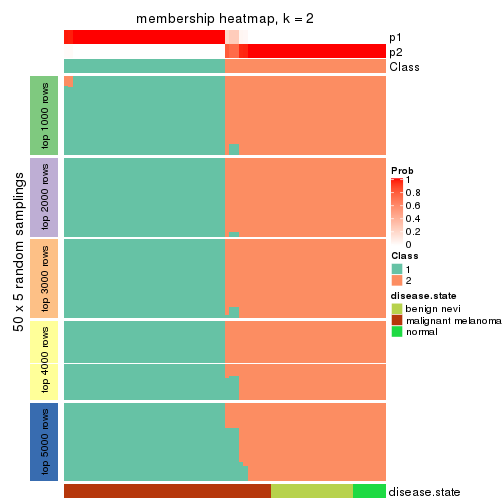 membership heatmap, k = 2
p1
p2
Class
50 x 5 random samplings
top 1000 rows
top 2000 rows
top 3000 rows
top 4000 rows
top 5000 rows
Prob
1
0.8
0.6
0.4
0.2
0
Class
1
2
disease.state
benign nevi
malignant melanoma
normal
disease.state